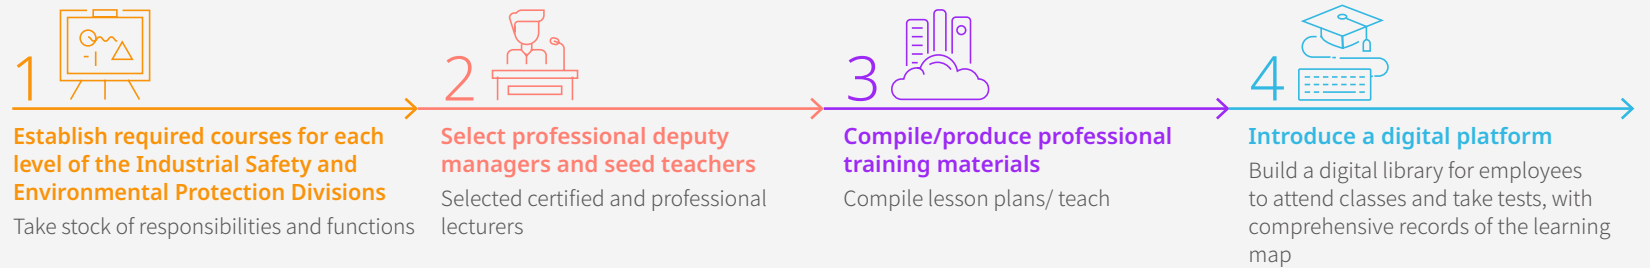 1
Establish required courses for each
level of the Industrial Safety and
Environmental Protection Divisions
Take stock of responsibilities and functions
2
Select professional deputy
managers and seed teachers
Selected certified and professional
lecturers
3
Compile/produce professional
training materials
Compile lesson plans/ teach
4
Introduce a digital platform
Build a digital library for employees
to attend classes and take tests, with
comprehensive records of the learning
map